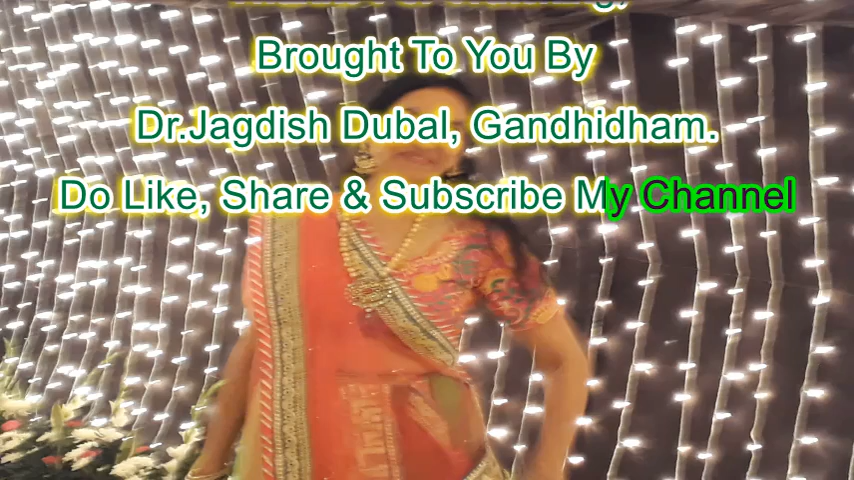 Brought To You By
Dr.Jagdish Dubal, Gandhidham.
Do Like, Share & Subscribe My Channel